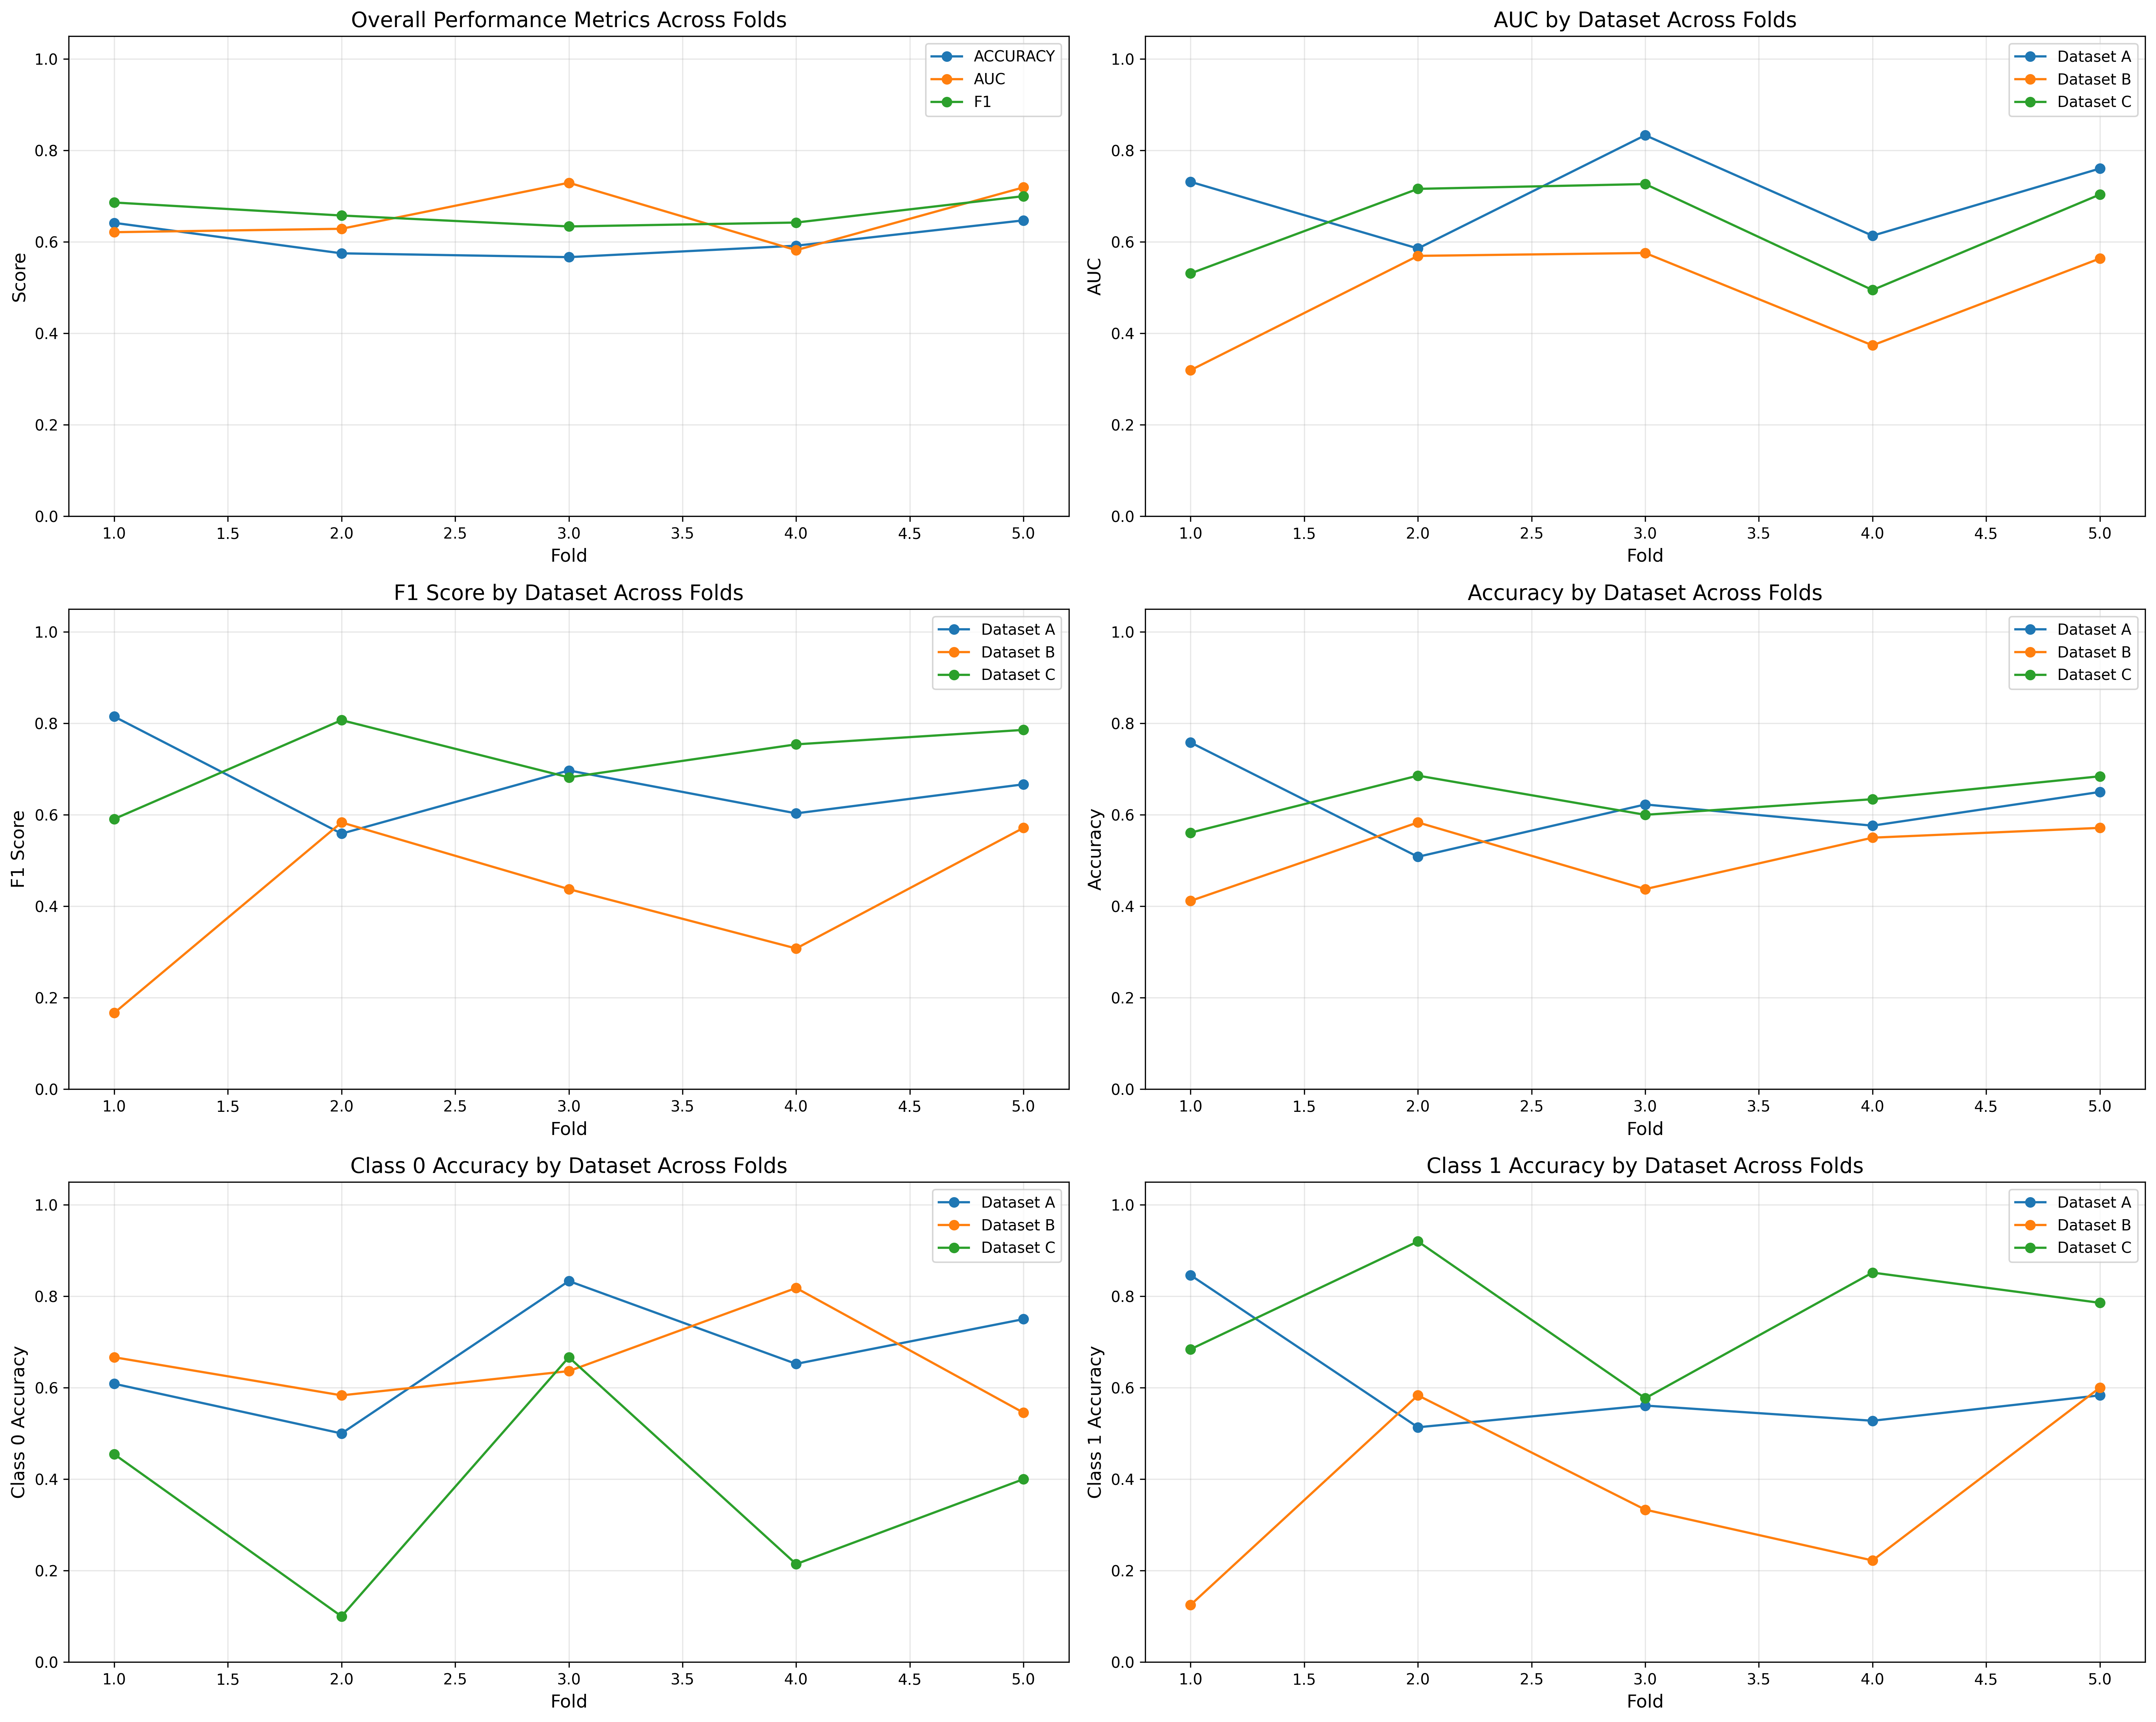 Overall Performance Metrics Across Folds
ACCURACY
AUC
F1
1.0
0.8
0.6
0.4
0.2
0.0
Score
1.0 1.5 2.0 2.5 3.0 3.5 4.0 4.5 5.0
Fold
AUC by Dataset Across Folds
Dataset A
Dataset B
Dataset C
1.0
0.8
0.6
0.4
0.2
0.0
AUC
1.0 1.5 2.0 2.5 3.0 3.5 4.0 4.5 5.0
Fold
F1 Score by Dataset Across Folds
Dataset A
Dataset B
Dataset C
1.0
0.8
0.6
0.4
0.2
0.0
F1 Score
1.0 1.5 2.0 2.5 3.0 3.5 4.0 4.5 5.0
Fold
Accuracy by Dataset Across Folds
Dataset A
Dataset B
Dataset C
1.0
0.8
0.6
0.4
0.2
0.0
Accuracy
1.0 1.5 2.0 2.5 3.0 3.5 4.0 4.5 5.0
Fold
Class 0 Accuracy by Dataset Across Folds
Dataset A
Dataset B
Dataset C
1.0
0.8
0.6
0.4
0.2
0.0
Class 0 Accuracy
1.0 1.5 2.0 2.5 3.0 3.5 4.0 4.5 5.0
Fold
Class 1 Accuracy by Dataset Across Folds
Dataset A
Dataset B
Dataset C
1.0
0.8
0.6
0.4
0.2
0.0
Class 1 Accuracy
1.0 1.5 2.0 2.5 3.0 3.5 4.0 4.5 5.0
Fold